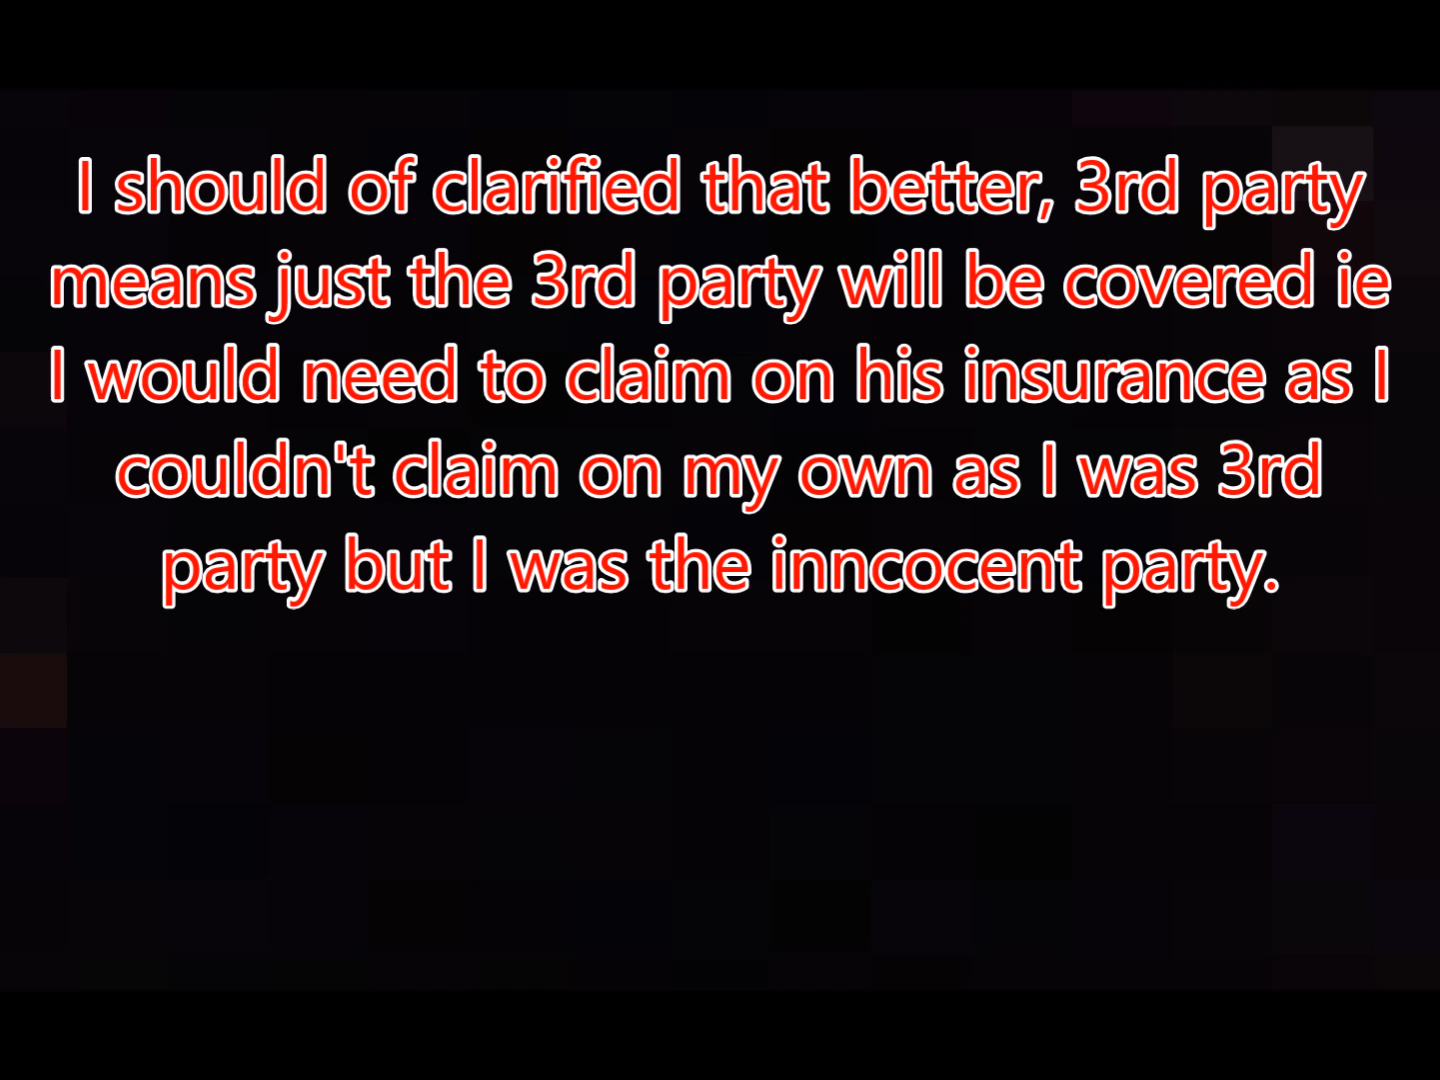 I should of clarified that better, 3rd party
means just the 3rd party will be covered ie
I would need to claim on his insurance as I
couldn't claim on my own as I was 3rd
party but I was the inncocent party.